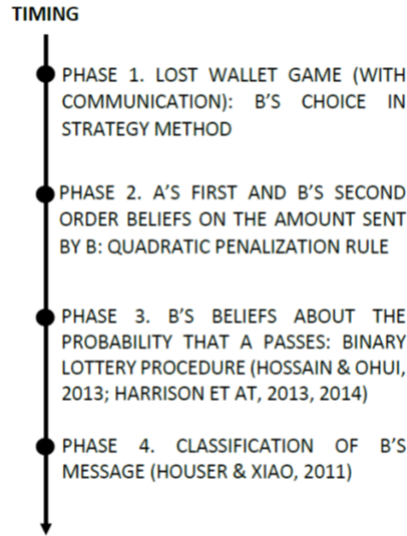 TIMING
PHASE 1. LOST WALLET GAME (WITH
COMMUNICATION): B'S CHOICE IN
STRATEGY METHOD
PHASE 2. A'S FIRST AND B'S SECOND
ORDER BELIEFS ON THE AMOUNT SENT
BY B: QUADRATIC PENALIZATION RULE
PHASE 3. B'S BELIEFS ABOUT THE
PROBABILITY THAT A PASSES: BINARY
LOTTERY PROCEDURE (HOSSAIN & OHUI,
2013; HARRISON ET AT, 2013, 2014)
PHASE 4. CLASSIFICATION OF B'S
MESSAGE (HOUSER & XIAO, 2011)